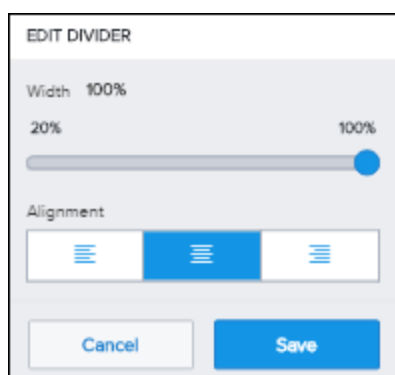 EDIT DIVIDER
Width 100%
20% 100%
Alignment
Cancel Save